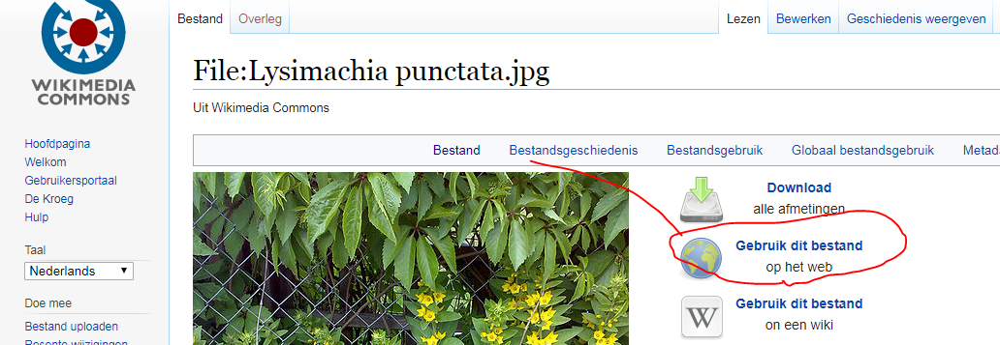 Bestand Overleg Lezen Bewerken Geschiedenis weergeven
WIKIMEDIA
COMMONS
File:Lysimachia punctata.jpg
Uit Wikimedia Commons
Hoofdpagina
Welkom
Gebruikersportaal
De Kroeg
Hulp
Taal
Nederlands
Doe mee
Bestand uploaden
Recente wijzigingen
Bestand Bestandsgeschiedenis Bestandsgebruik Globaal bestandsgebruik Metad
Download
alle afmetingen
Gebruik dit bestand
op het web
W
Gebruik dit bestand
on een wiki